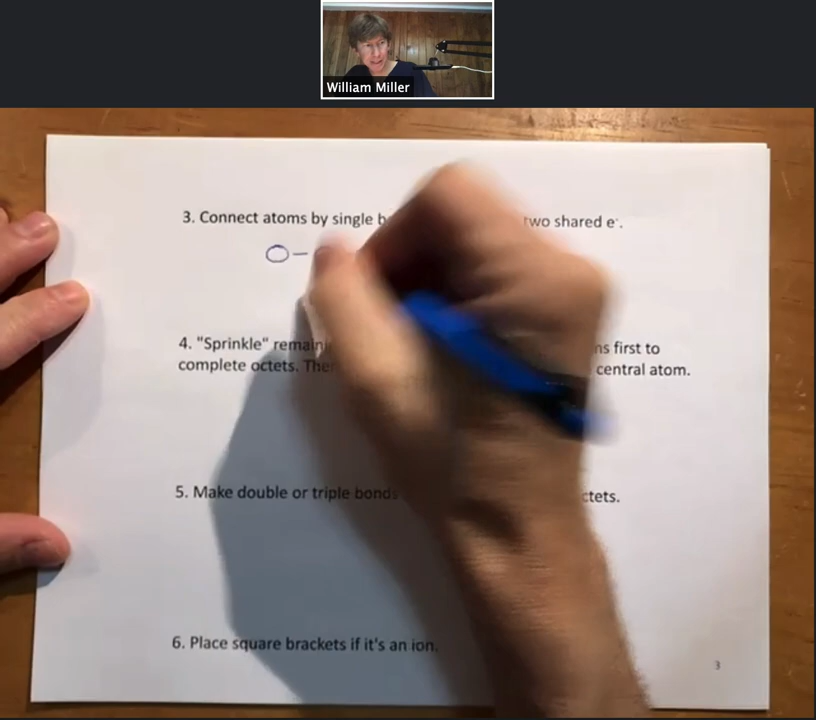 William Miller
3. Connect atoms by single b two shared e⁻.
O–
4. "Sprinkle" remaini ns first to
complete octets. The central atom.
5. Make double or triple bonds ctets.
6. Place square brackets if it's an ion.
3